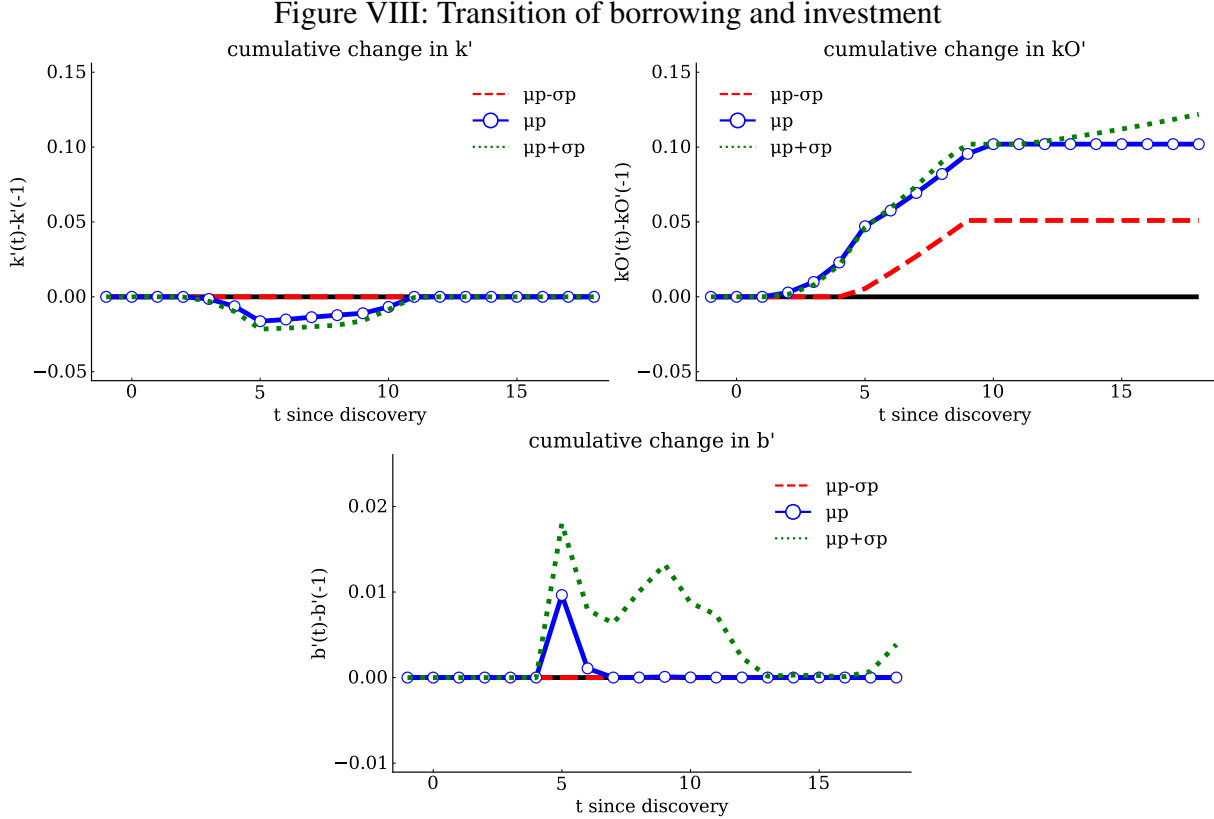 Figure VIII: Transition of borrowing and investment
cumulative change in k'
0.15
0.10
0.05
0.00
−0.05
k'(t)-k'(-1)
μp-σp
μp
μp+σp
0
5
10
15
t since discovery
cumulative change in kO'
0.15
0.10
0.05
0.00
−0.05
kO'(t)-kO'(-1)
μp-σp
μp
μp+σp
0
5
10
15
t since discovery
cumulative change in b'
0.02
0.01
0.00
−0.01
b'(t)-b'(-1)
μp-σp
μp
μp+σp
0
5
10
15
t since discovery